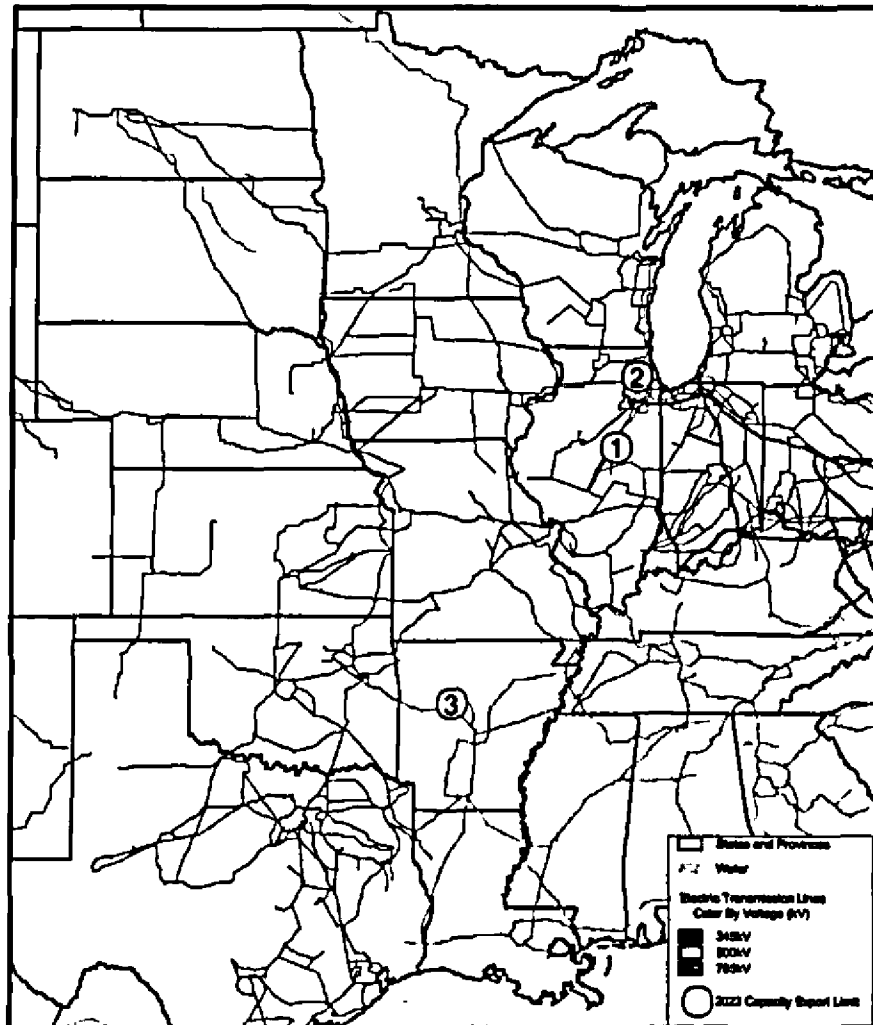 2
1
3
States and Provinces
Water
Electric Transmission Lines
Color By Voltage (kV)
345kV
500kV
765kV
2023 Capacity Export Limit